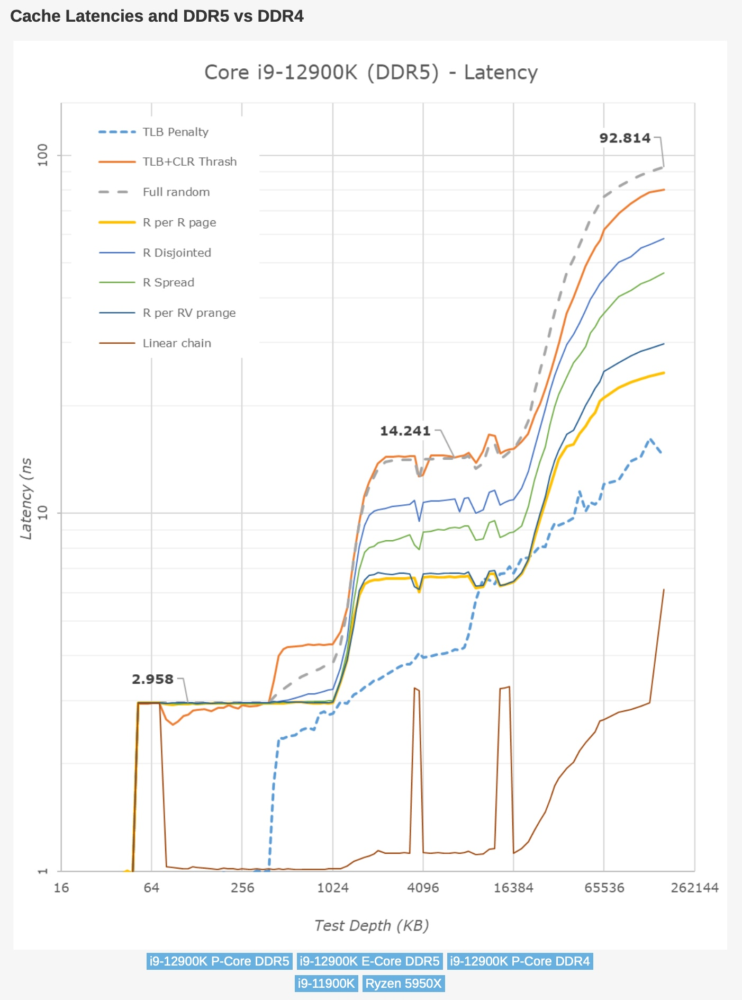 Cache Latencies and DDR5 vs DDR4
Core i9-12900K (DDR5) - Latency
TLB Penalty
TLB+CLR Thrash
Full random
R per R page
R Disjointed
R Spread
R per RV prange
Linear chain
92.814
14.241
2.958
100
10
1
Latency (ns
16 64 256 1024 4096 16384 65536 262144
Test Depth (KB)
i9-12900K P-Core DDR5 i9-12900K E-Core DDR5 i9-12900K P-Core DDR4
i9-11900K Ryzen 5950X